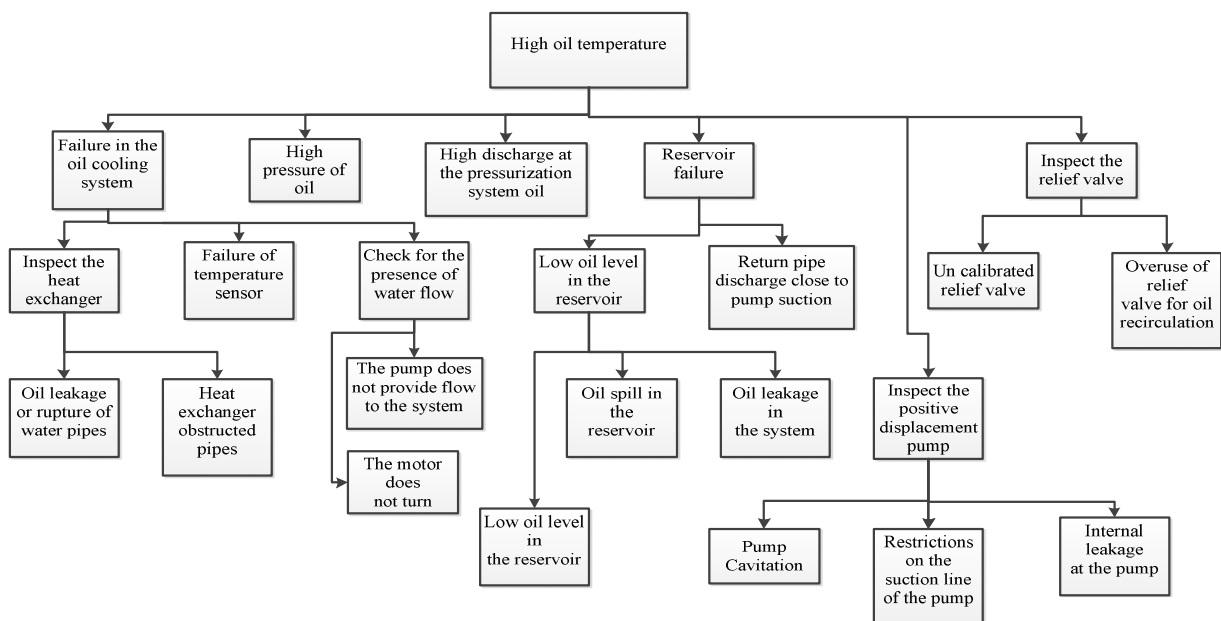 High oil temperature
Failure in the
oil cooling
system
High
pressure of
oil
High discharge at
the pressurization
system oil
Reservoir
failure
Inspect the
relief valve
Inspect the
heat
exchanger
Failure of
temperature
sensor
Check for the
presence of
water flow
Low oil level
in the
reservoir
Return pipe
discharge close to
pump suction
Un calibrated
relief valve
Overuse of
relief
valve for oil
recirculation
Oil leakage
or rupture of
water pipes
Heat
exchanger
obstructed
pipes
The pump does
not provide flow
to the system
Oil spill in
the
reservoir
Oil leakage
in
the system
Inspect the
positive
displacement
pump
The motor
does
not turn
Low oil level
in
the reservoir
Pump
Cavitation
Restrictions
on the
suction line
of the pump
Internal
leakage
at the pump